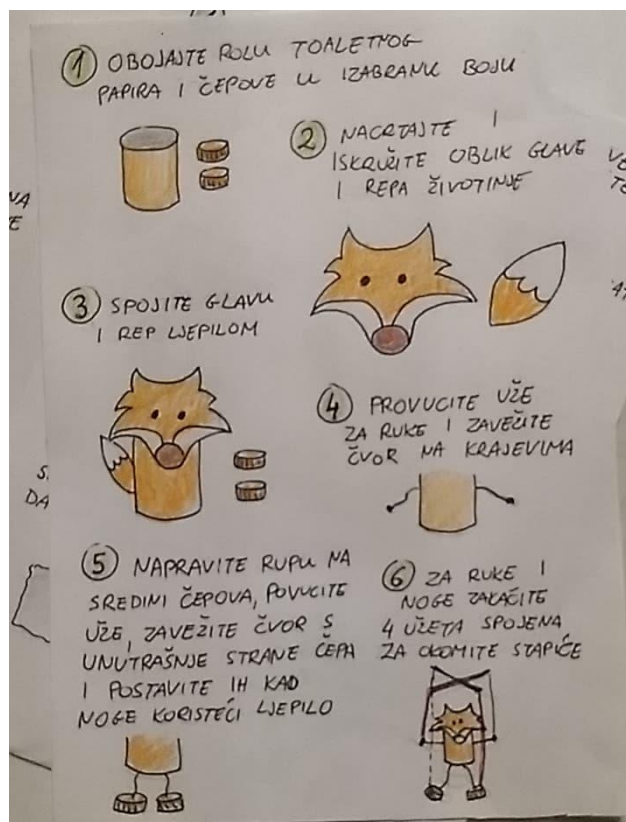 1 OBOJAJTE ROLU TOALETNOG
PAPIRA I ČEPOVE U IZABRANU BOJU
2 NACRTAJTE I
ISKRUŽITE OBLIK GLAVE
I REPA ŽIVOTINJE
3 SPOJITE GLAVU
I REP LJEPILOM
4 PROVUCITE UŽE
ZA RUKE I ZAVEŽITE
ČVOR NA KRAJEVIMA
5 NAPRAVITE RUPU NA
SREDINI ČEPOVA, POVUCITE
UŽE, ZAVEŽITE ČVOR S
UNUTRAŠNJE STRANE ČEPA
I POSTAVITE IH KAD
NOGE KORISTEĆI LJEPILO
6 ZA RUKE I
NOGE ZAKAČITE
4 UŽETA SPOJENA
ZA OKOMITE STAPIĆE